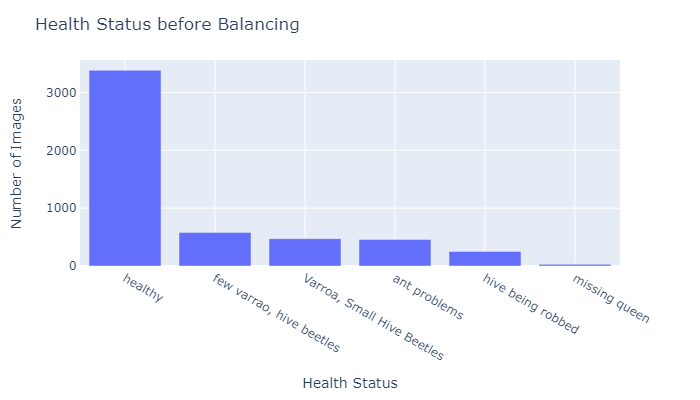 Health Status before Balancing
Number of Images
3000
2000
1000
0
healthy
few varrao, hive beetles
Varroa, Small Hive Beetles
ant problems
hive being robbed
missing queen
Health Status